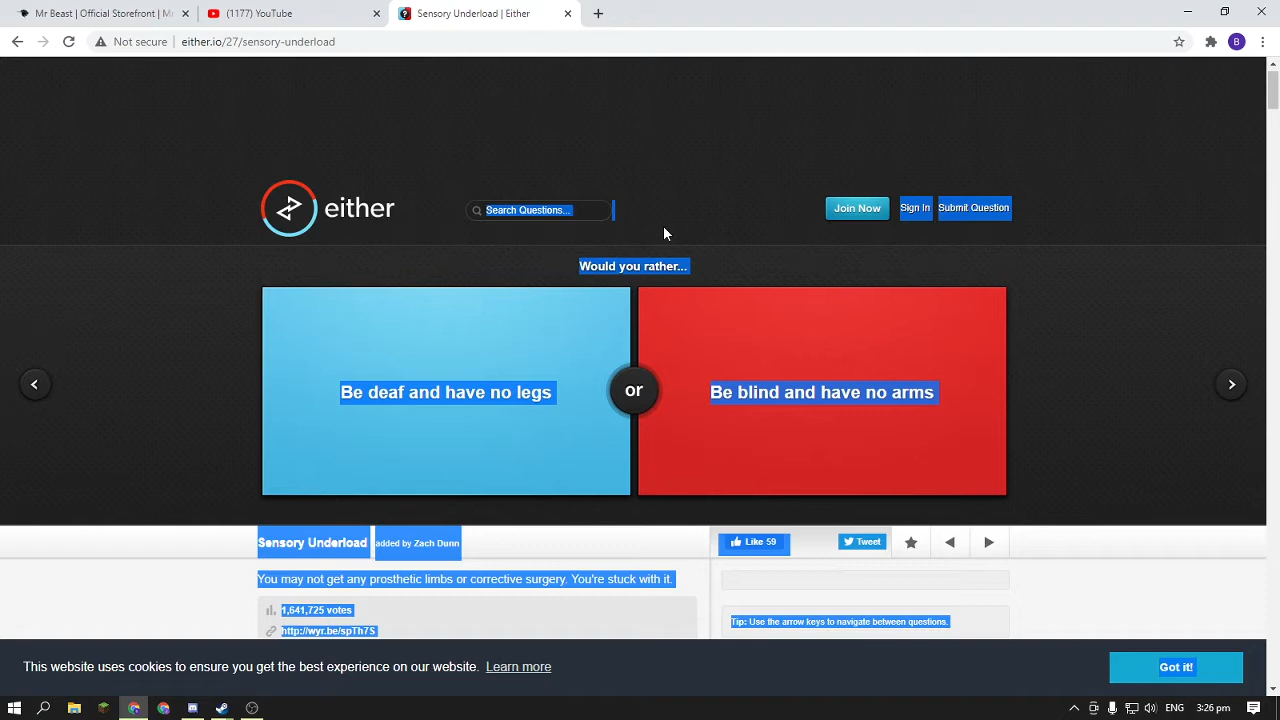 Mr Beast | Official Storefront | M
(1177) YouTube
Sensory Underload | Either
Not secure
either.io/27/sensory-underload
B
either
Search Questions...
Join Now
Sign In
Submit Question
Would you rather...
Be deaf and have no legs
or
Be blind and have no arms
Sensory Underload
added by Zach Dunn
Like 59
Tweet
You may not get any prosthetic limbs or corrective surgery. You're stuck with it.
1,641,725 votes
http://wyr.be/spTh7S
Tip: Use the arrow keys to navigate between questions.
This website uses cookies to ensure you get the best experience on our website. Learn more
Got it!
ENG
3:26 pm